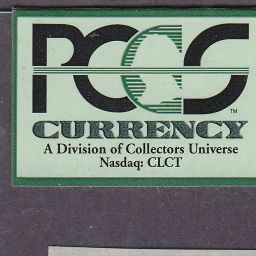 PCGS
TM
CURRENCY
A Division of Collectors Universe
Nasdaq: CLCT